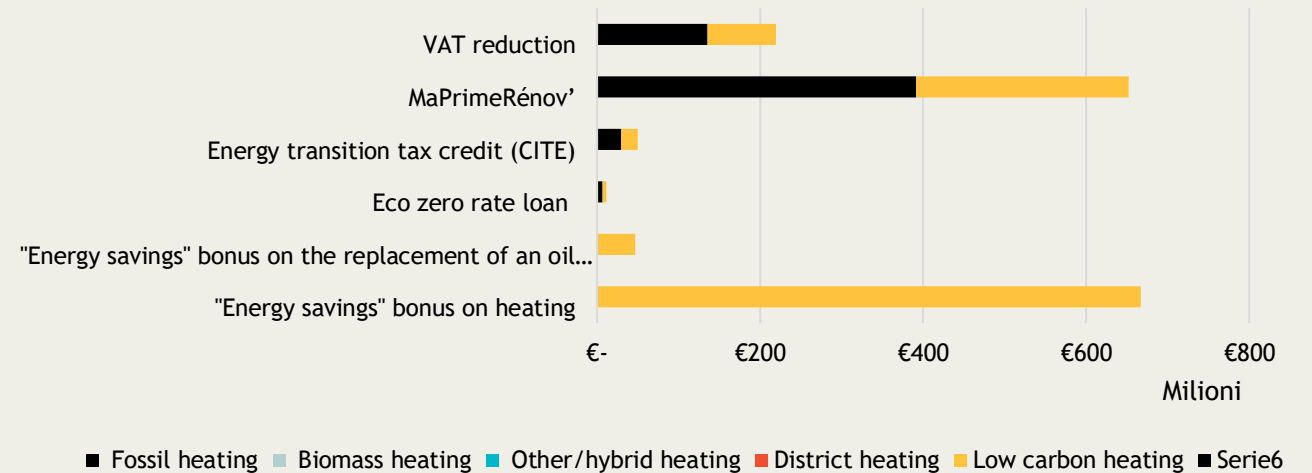 VAT reduction
MaPrimeRénov’
Energy transition tax credit (CITE)
Eco zero rate loan
"Energy savings" bonus on the replacement of an oil…
"Energy savings" bonus on heating
€- €200 €400 €600 €800
Milioni
Fossil heating Biomass heating Other/hybrid heating District heating Low carbon heating Serie6